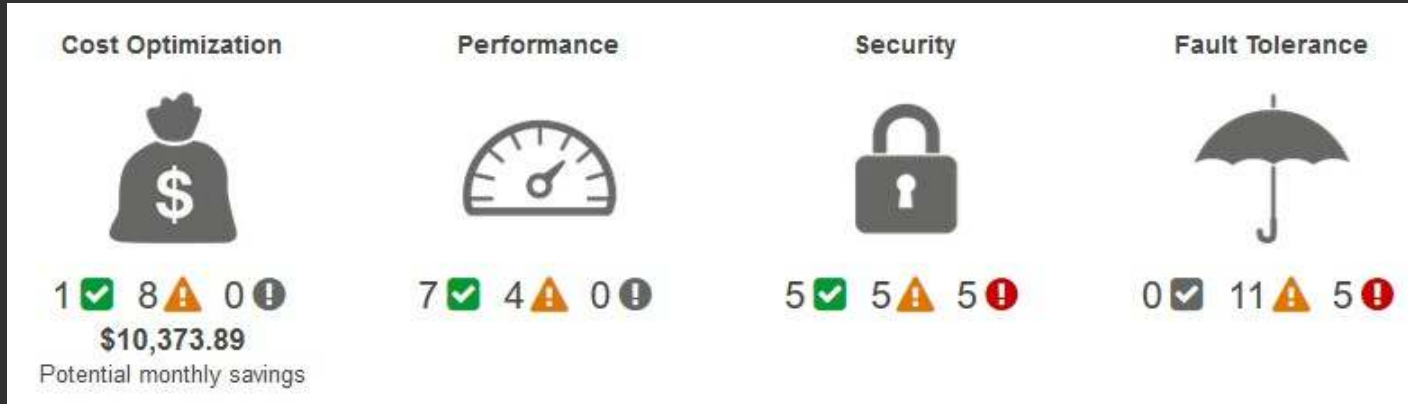 Cost Optimization
Performance
Security
Fault Tolerance
$
1 8 0
7 4 0
5 5 5
0 11 5
$10,373.89
Potential monthly savings